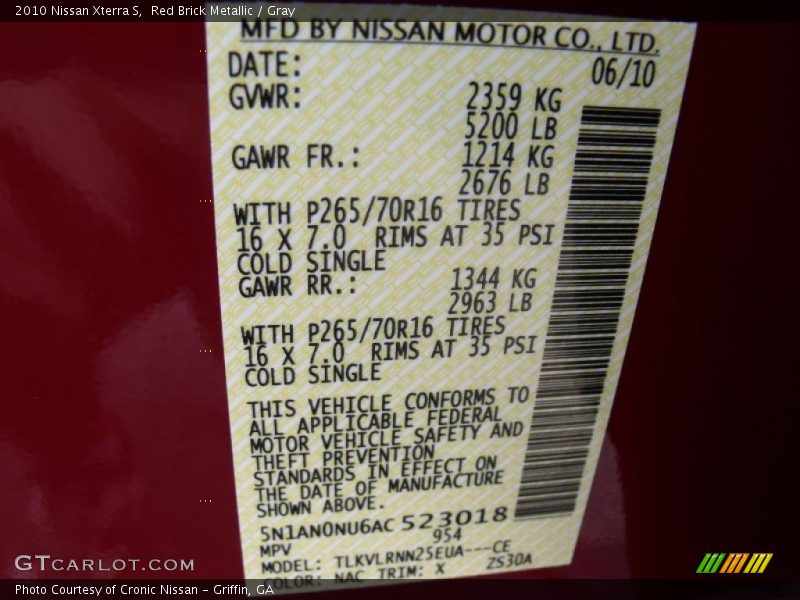 2010 Nissan Xterra S,  Red Brick Metallic / Gray
MFD BY NISSAN MOTOR CO., LTD.
DATE: 06/10
GVWR: 2359 KG
5200 LB
GAWR FR.: 1214 KG
2676 LB
WITH P265/70R16 TIRES
16 X 7.0 RIMS AT 35 PSI
COLD SINGLE
GAWR RR.: 1344 KG
2963 LB
WITH P265/70R16 TIRES
16 X 7.0 RIMS AT 35 PSI
COLD SINGLE
THIS VEHICLE CONFORMS TO
ALL APPLICABLE FEDERAL
MOTOR VEHICLE SAFETY AND
THEFT PREVENTION
STANDARDS IN EFFECT ON
THE DATE OF MANUFACTURE
SHOWN ABOVE.
5N1AN0NU6AC523018
MPV 954
MODEL: TLKVLRNN25EUA---CE
COLOR: NAC TRIM: X ZS30A
GTCARLOT.COM
Photo Courtesy of Cronic Nissan - Griffin, GA